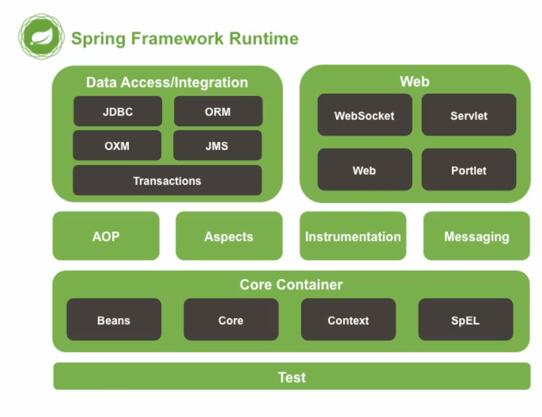 Spring Framework Runtime
Data Access/Integration
JDBC
ORM
OXM
JMS
Transactions
Web
WebSocket
Servlet
Web
Portlet
AOP
Aspects
Instrumentation
Messaging
Core Container
Beans
Core
Context
SpEL
Test